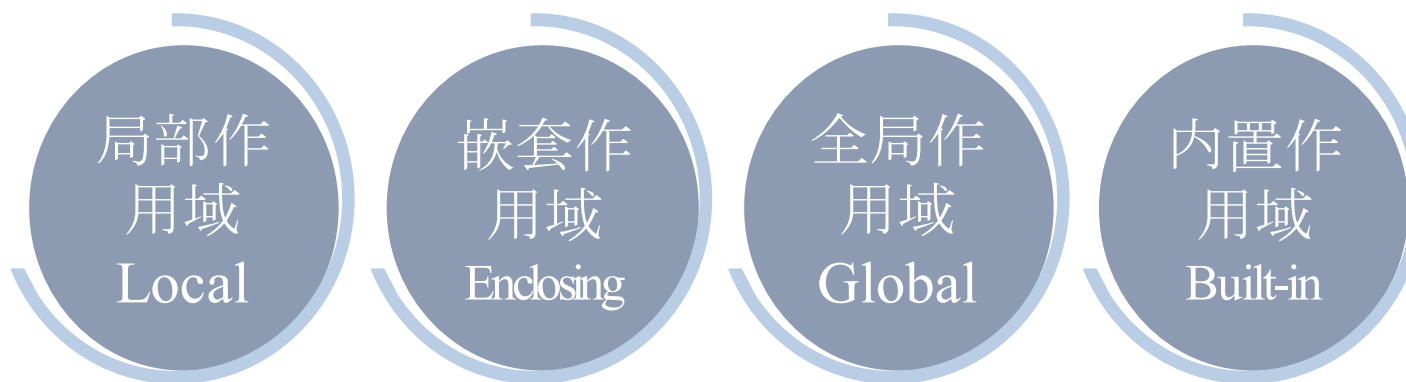 局部作
用域
Local
嵌套作
用域
Enclosing
全局作
用域
Global
内置作
用域
Built-in